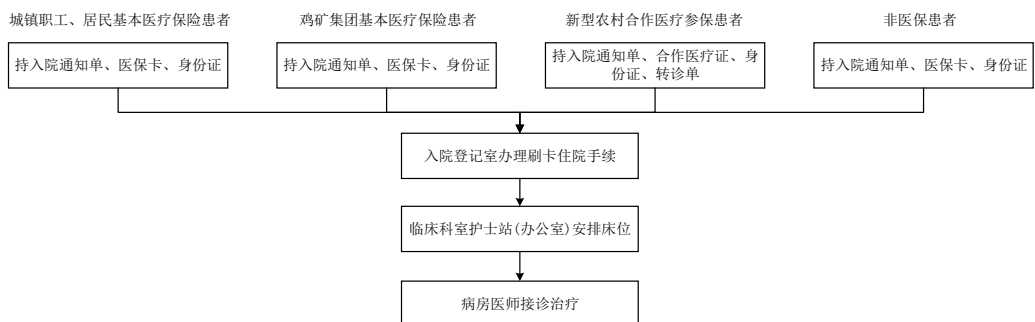 城镇职工、居民基本医疗保险患者
鸡矿集团基本医疗保险患者
新型农村合作医疗参保患者
非医保患者
持入院通知单、医保卡、身份证
持入院通知单、医保卡、身份证
持入院通知单、合作医疗证、身
份证、转诊单
持入院通知单、医保卡、身份证
入院登记室办理刷卡住院手续
临床科室护士站(办公室)安排床位
病房医师接诊治疗